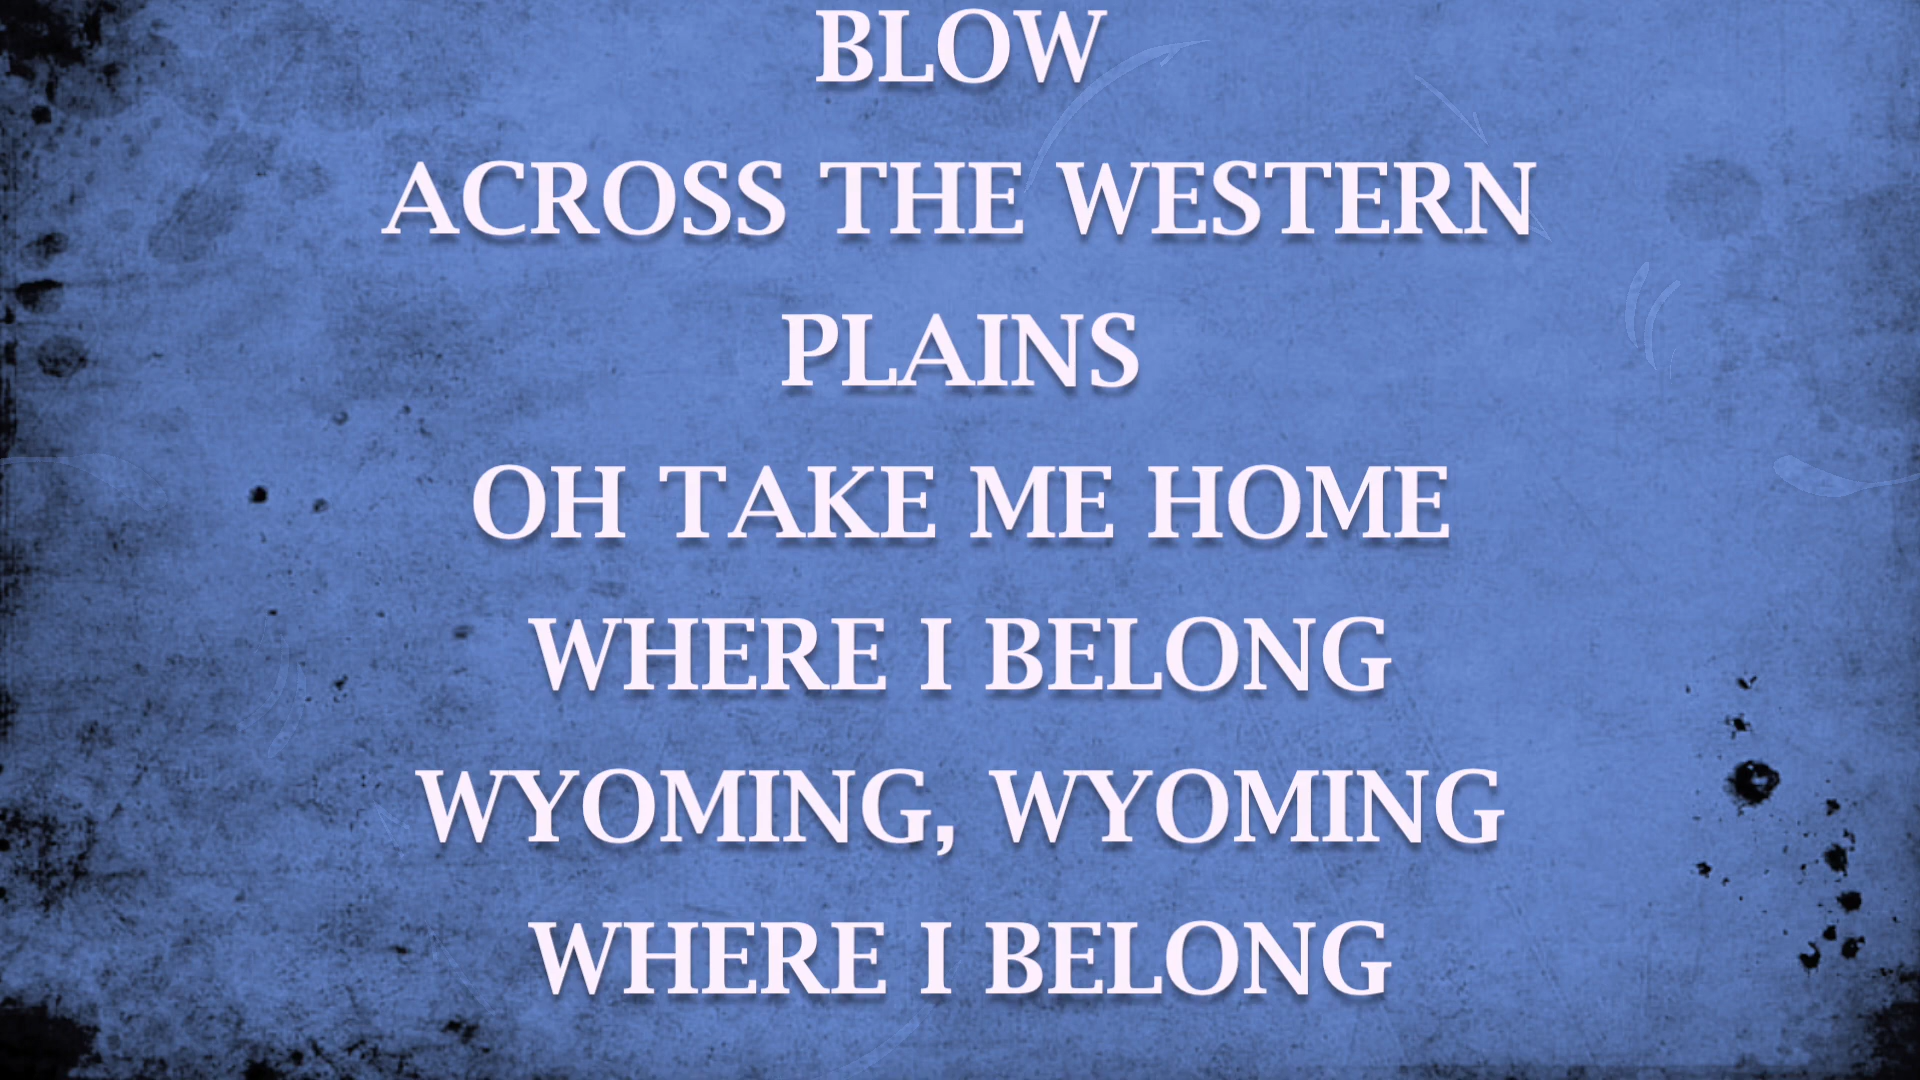 BLOW
ACROSS THE WESTERN
PLAINS
OH TAKE ME HOME
WHERE I BELONG
WYOMING, WYOMING
WHERE I BELONG